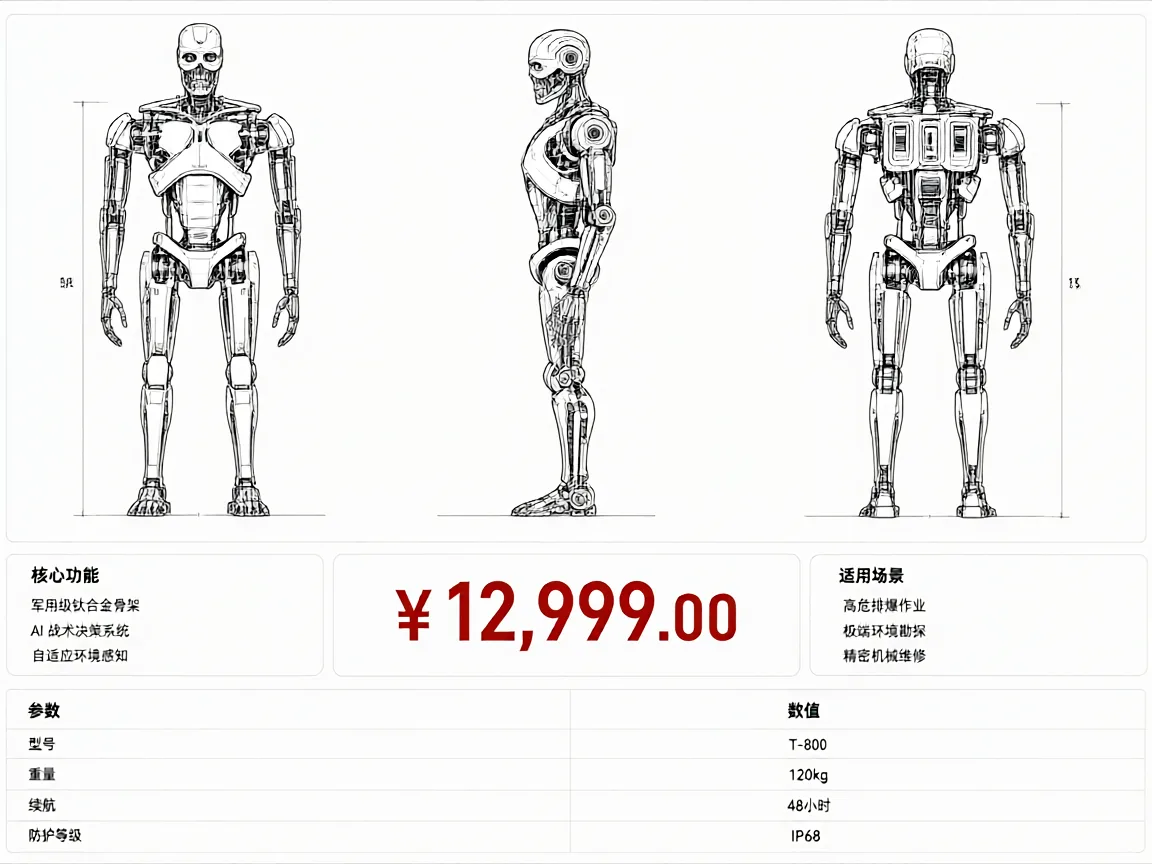 核心功能
军用级钛合金骨架
AI 战术决策系统
自适应环境感知
¥12,999.00
适用场景
高危排爆作业
极端环境勘探
精密机械维修
参数 数值
型号 T-800
重量 120kg
续航 48小时
防护等级 IP68